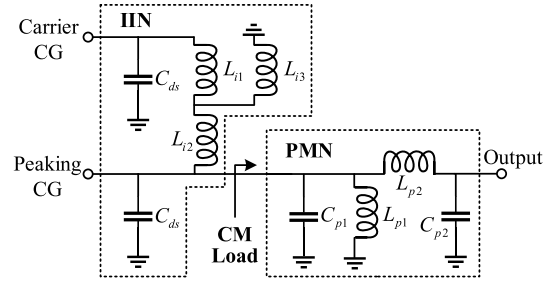 Carrier
CG
IIN
C_ds
L_i1
L_i3
L_i2
Peaking
CG
C_ds
CM
Load
PMN
C_p1
L_p1
L_p2
C_p2
Output